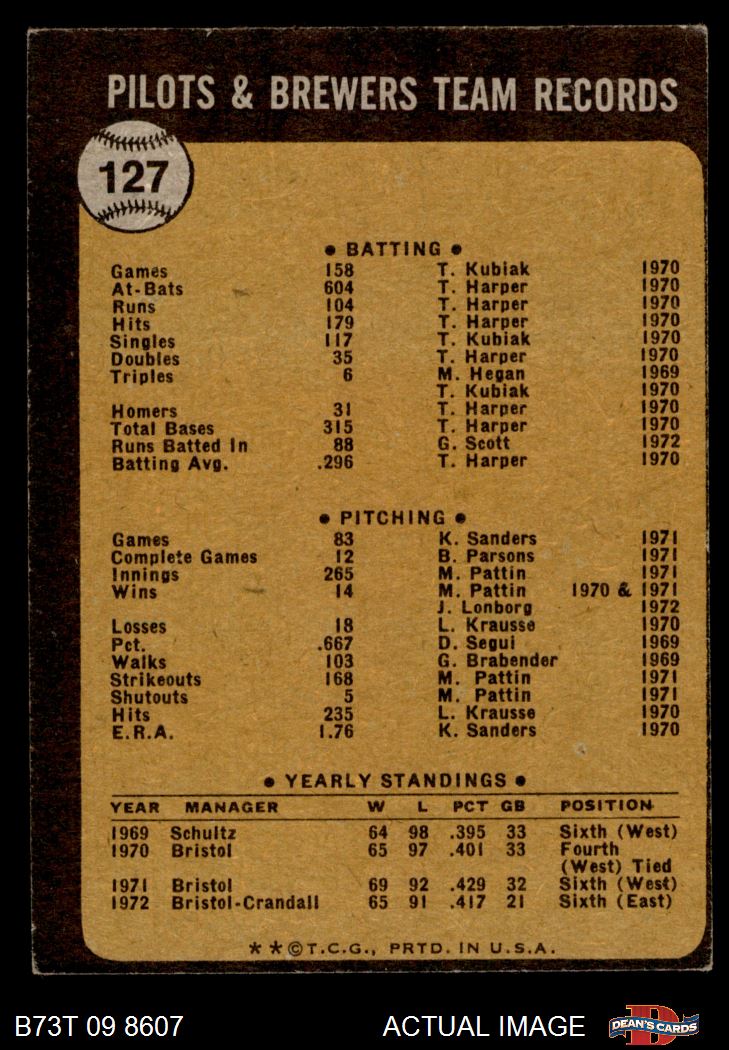 PILOTS & BREWERS TEAM RECORDS
127
• BATTING •
Games 158 T. Kubiak 1970
At-Bats 604 T. Harper 1970
Runs 104 T. Harper 1970
Hits 179 T. Harper 1970
Singles 117 T. Kubiak 1970
Doubles 35 T. Harper 1970
Triples 6 M. Hegan 1969
T. Kubiak 1970
Homers 31 T. Harper 1970
Total Bases 315 T. Harper 1970
Runs Batted In 88 G. Scott 1972
Batting Avg. .296 T. Harper 1970
• PITCHING •
Games 83 K. Sanders 1971
Complete Games 12 B. Parsons 1971
Innings 265 M. Pattin 1971
Wins 14 M. Pattin 1970 & 1971
J. Lonborg 1972
Losses 18 L. Krausse 1970
Pct. .667 D. Segui 1969
Walks 103 G. Brabender 1969
Strikeouts 168 M. Pattin 1971
Shutouts 5 M. Pattin 1971
Hits 235 L. Krausse 1970
E.R.A. 1.76 K. Sanders 1970
• YEARLY STANDINGS •
YEAR MANAGER W L PCT GB POSITION
1969 Schultz 64 98 .395 33 Sixth (West)
1970 Bristol 65 97 .401 33 Fourth
(West) Tied
1971 Bristol 69 92 .429 32 Sixth (West)
1972 Bristol-Crandall 65 91 .417 21 Sixth (East)
* * © T.C.G., PRTD. IN U.S.A.
B73T 09 8607 ACTUAL IMAGE DEAN'S CARDS